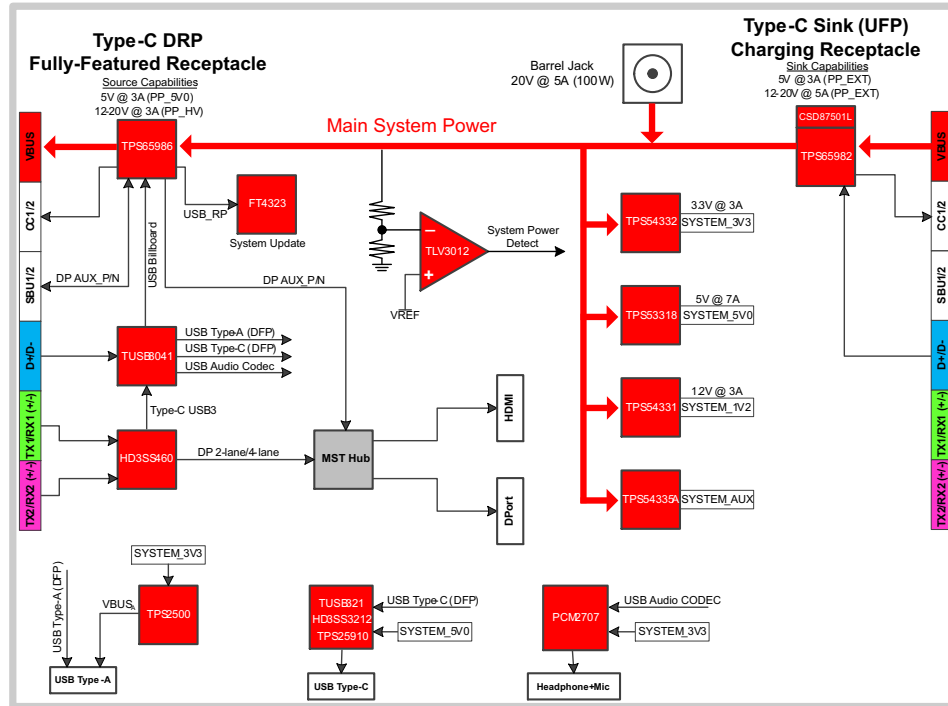 Type-C DRP
Fully-Featured Receptacle
Source Capabilities
5V @ 3A (PP_5V0)
12-20V @ 3A (PP_HV)
Type-C Sink (UFP)
Charging Receptacle
Sink Capabilities
5V @ 3A (PP_EXT)
12-20V @ 5A (PP_EXT)
Barrel Jack
20V @ 5A (100W)
Main System Power
VBUS
TPS65986
CSD87501L
TPS65982
VBUS
CC1/2
USB_RP
FT4323
System Update
USB Billboard
TLV3012
System Power
Detect
VREF
33V @ 3A
TPS54332
SYSTEM_3V3
CC1/2
SBU1/2
DP AUX_P/N
DP AUX_P/N
SBU1/2
5V @ 7A
TPS53318
SYSTEM_5V0
D+/D-
TUSB8041
USB Type-A (DFP)
USB Type-C (DFP)
USB Audio Codec
D+/D-
Type-C USB3
12V @ 3A
TPS54331
SYSTEM_1V2
HDMI
TX1/RX1 (+/-)
HD3SS460
DP 2-lane/4-lane
MST Hub
TX1/RX1 (+/-)
TX2/RX2 (+/-)
DPort
TPS54335A
SYSTEM_AUX
TX2/RX2 (+/-)
SYSTEM_3V3
USB Type-A (DFP)
VBUS
TPS2500
USB Type-A
TUSB321
HD3SS3212
TPS25910
USB Type-C (DFP)
SYSTEM_5V0
USB Type-C
PCM2707
USB Audio CODEC
SYSTEM_3V3
Headphone+Mic